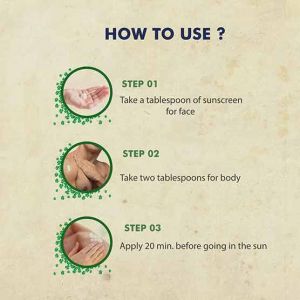 HOW TO USE ?
STEP 01
Take a tablespoon of sunscreen
for face
STEP 02
Take two tablespoons for body
STEP 03
Apply 20 min. before going in the sun